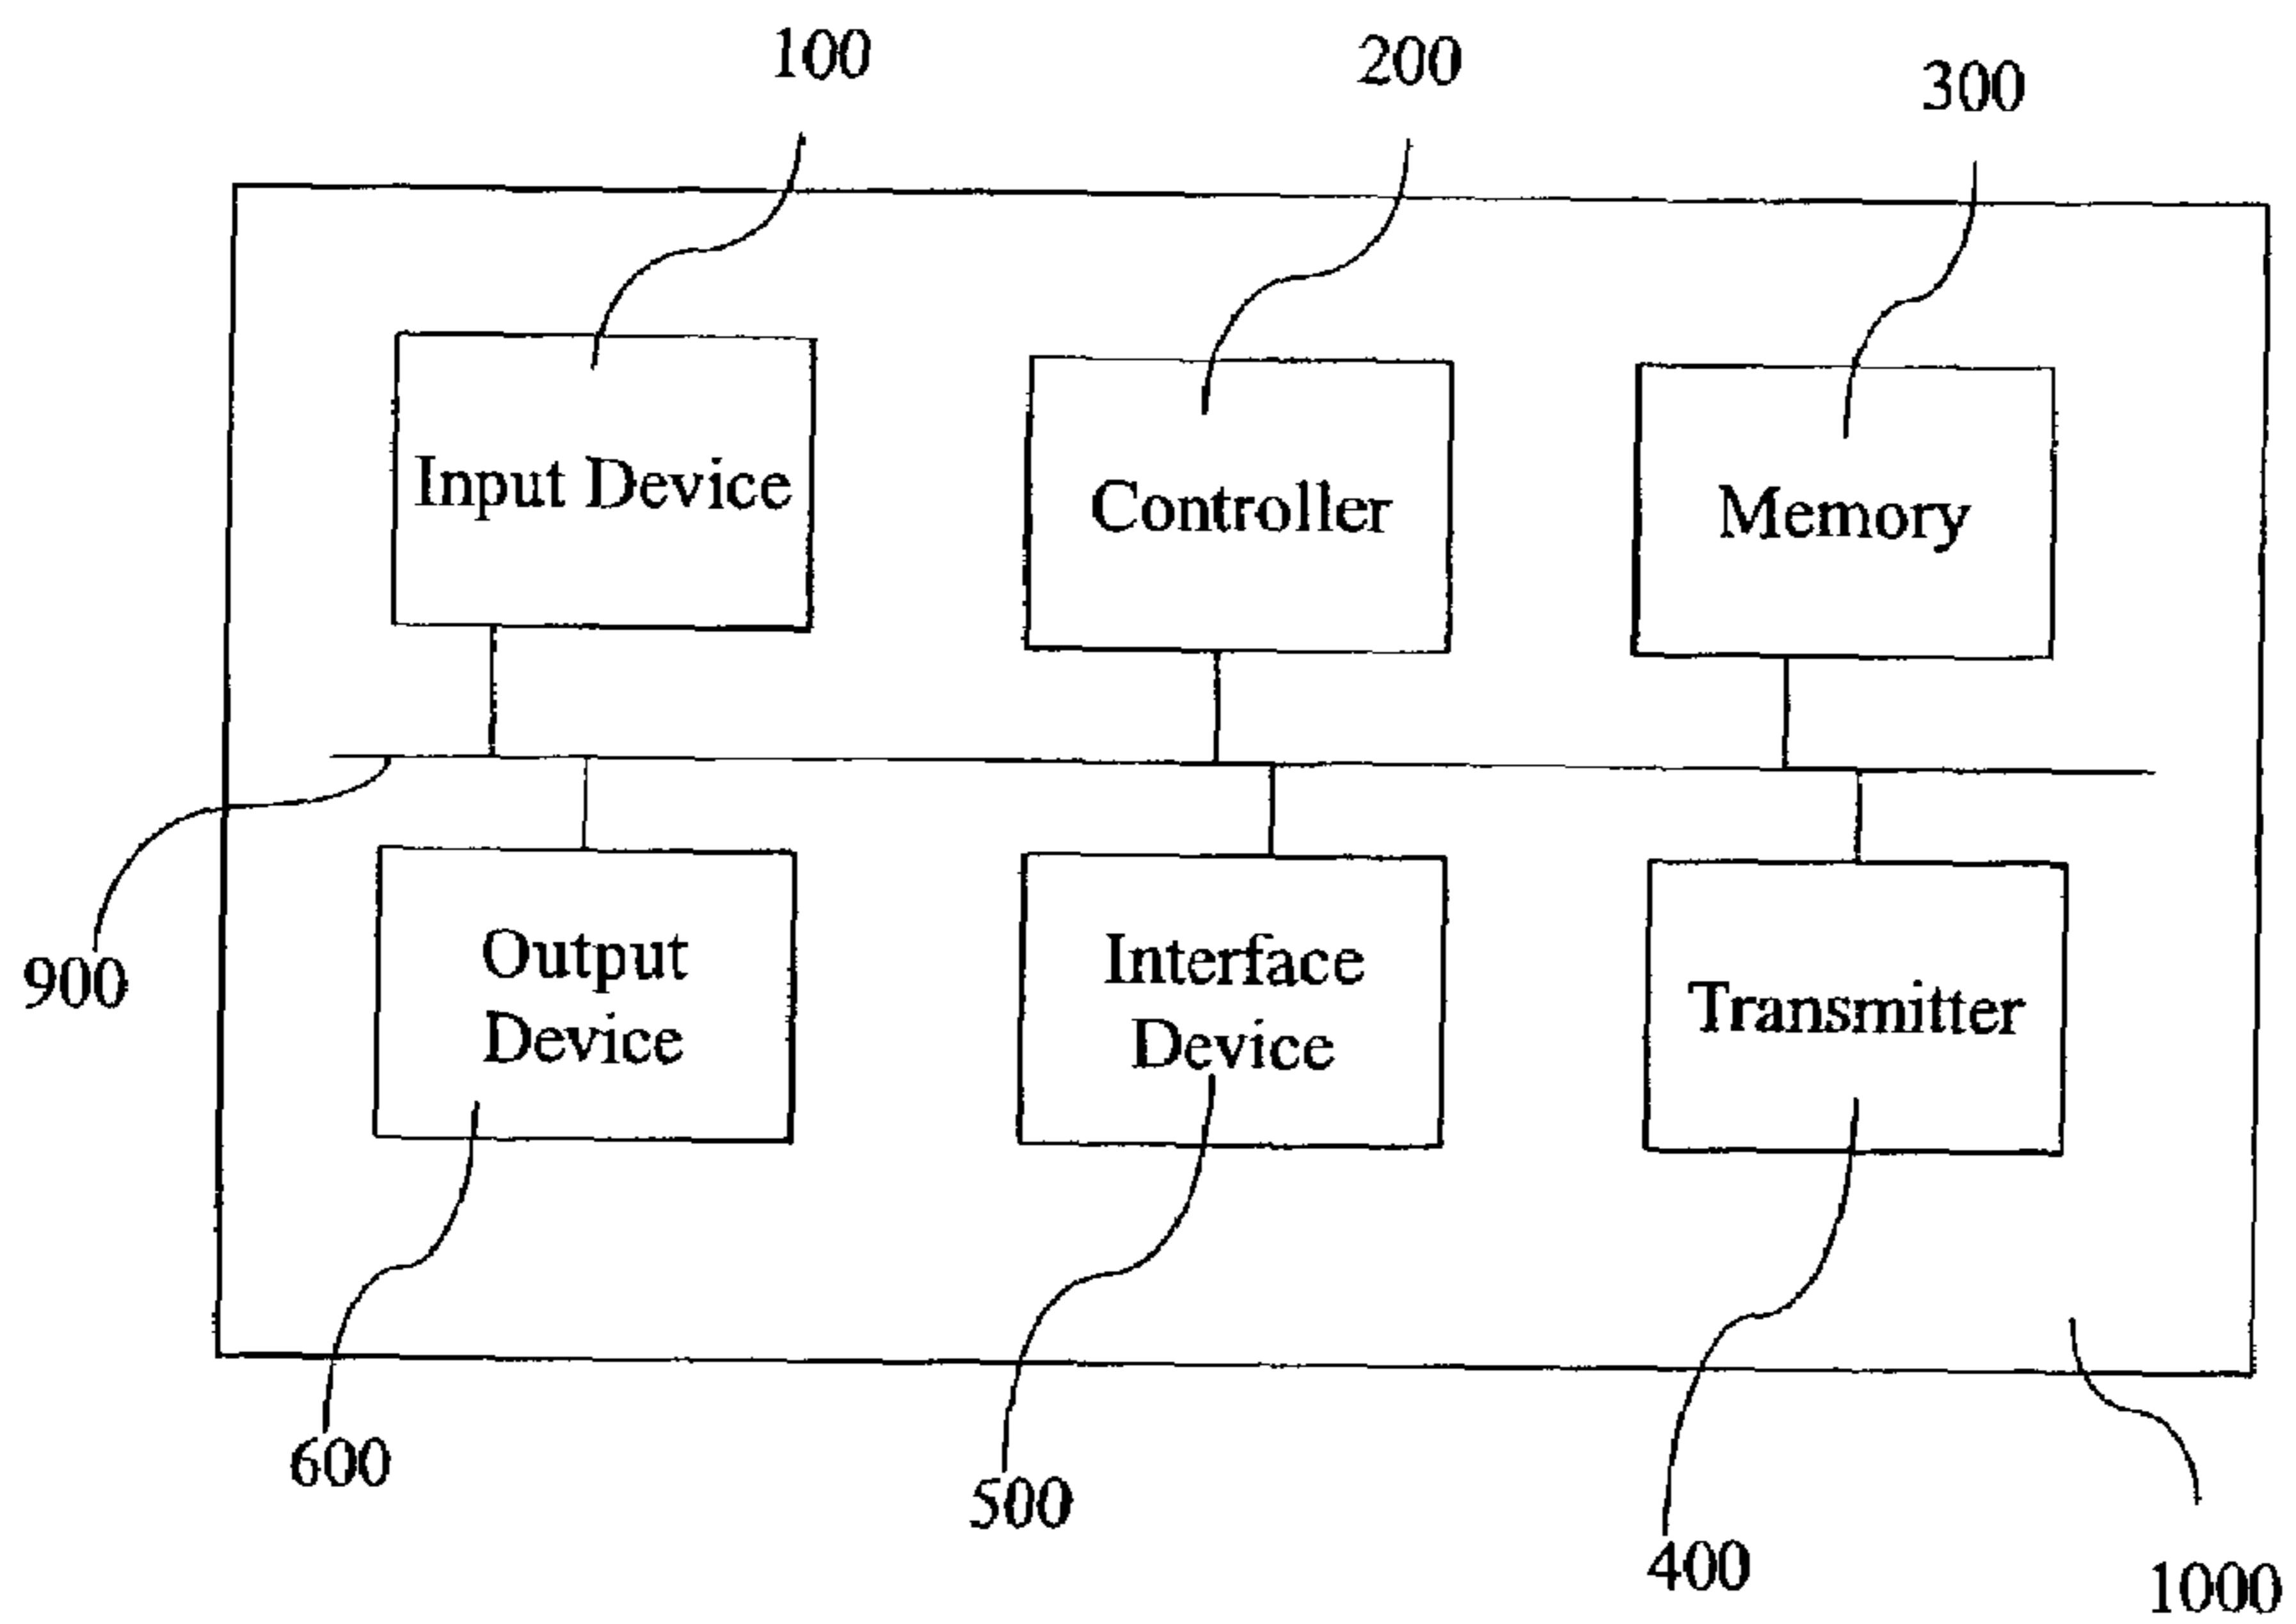 100
200
300
Input Device
Controller
Memory
900
Output
Device
Interface
Device
Transmitter
600
500
400
1000